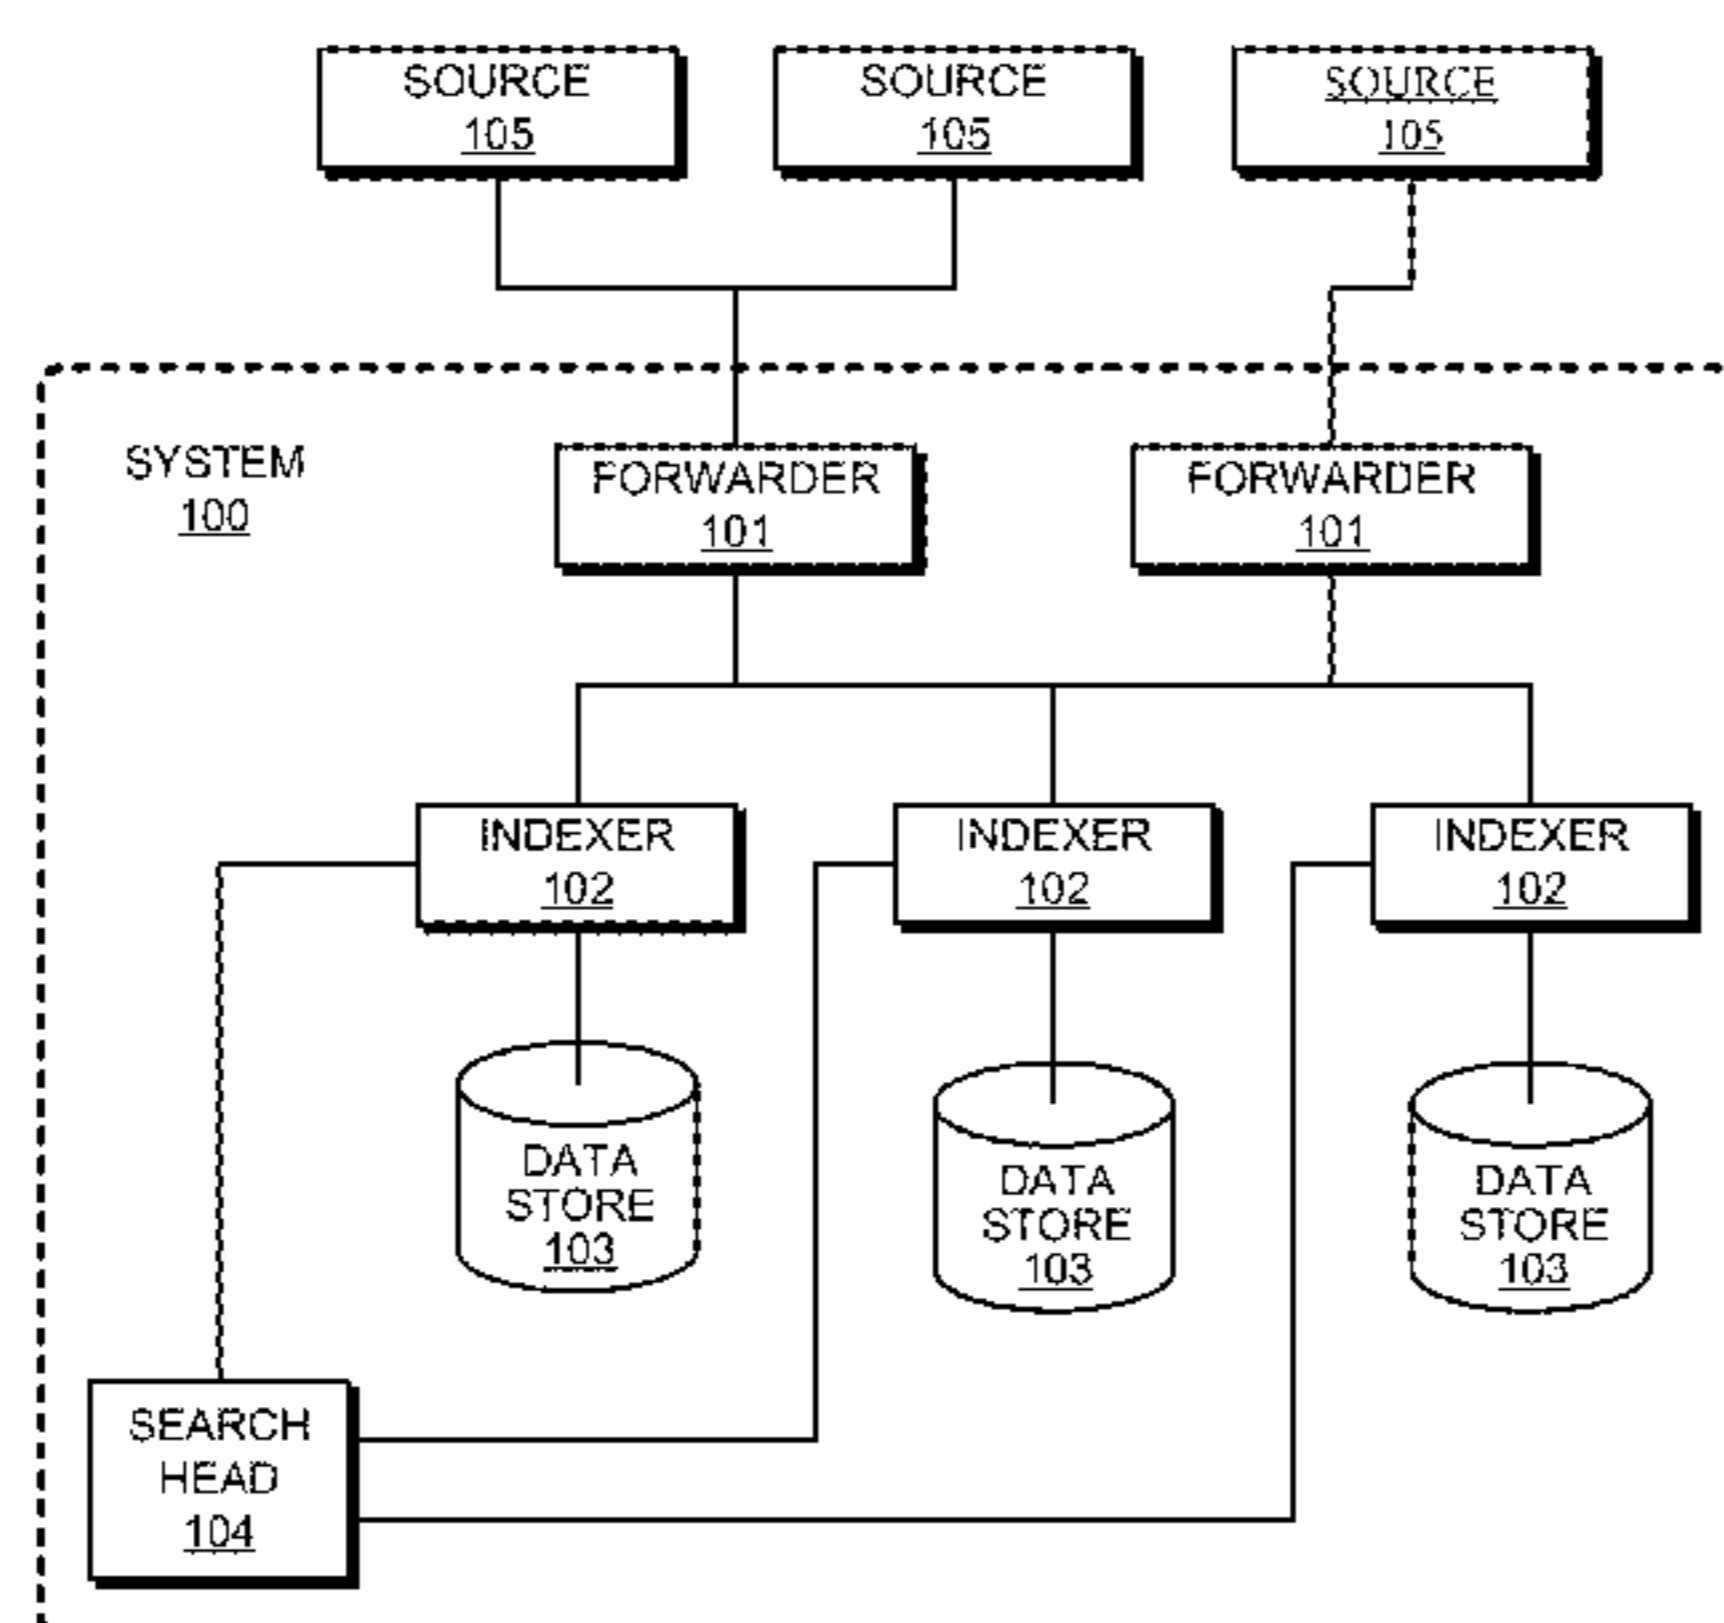 SOURCE
105
SOURCE
105
SOURCE
105
SYSTEM
100
FORWARDER
101
FORWARDER
101
INDEXER
102
INDEXER
102
INDEXER
102
DATA
STORE
103
DATA
STORE
103
DATA
STORE
103
SEARCH
HEAD
104